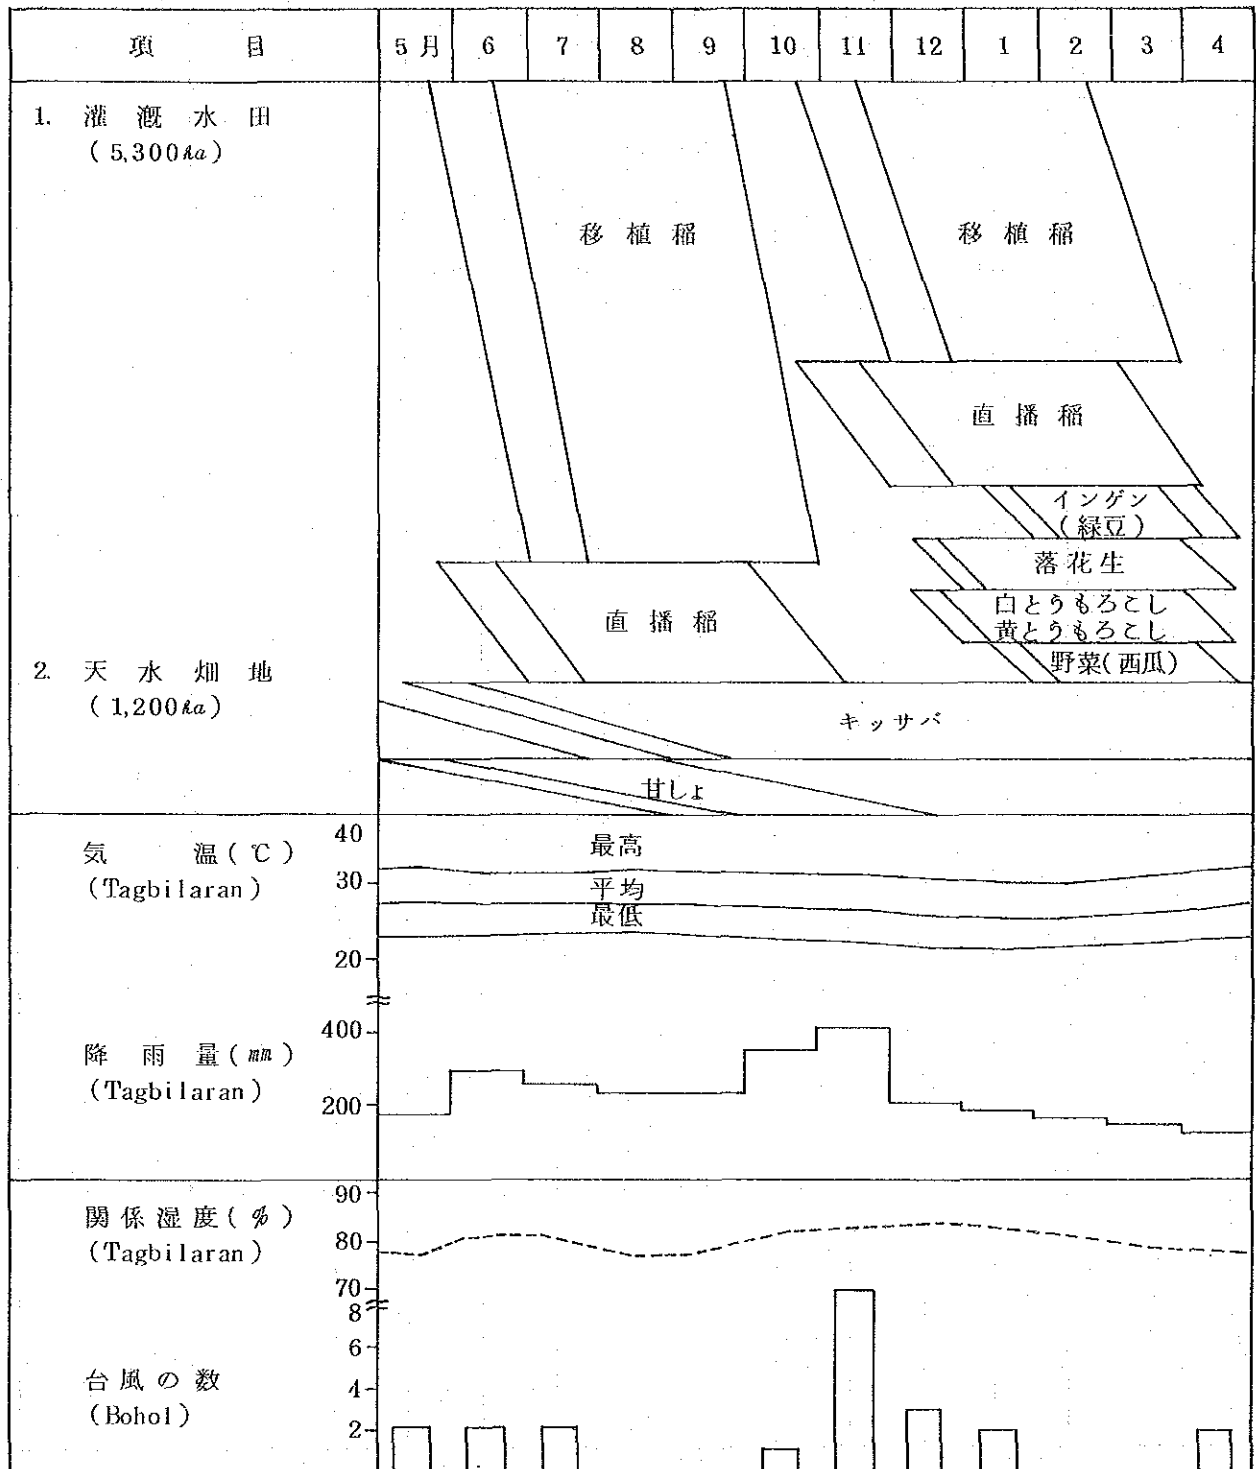 項 目 5月 6 7 8 9 10 11 12 1 2 3 4
1. 灌漑水田
(5,300ha)
移植稲 移植稲
直播稲
インゲン
(緑豆)
落花生
白とうもろこし
黄とうもろこし
直播稲
野菜(西瓜)
2. 天水畑地
(1,200ha)
キッサバ
甘しょ
気温(℃)
(Tagbilaran)
40
30
20
最高
平均
最低
降雨量(mm)
(Tagbilaran)
400
200
関係湿度(%)
(Tagbilaran)
90
80
70
台風の数
(Bohol)
8
6
4
2